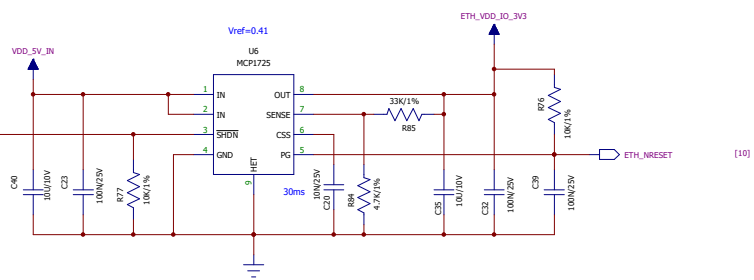 ETH_VDD_IO_3V3
Vref=0.41
VDD_5V_IN
U6
MCP1725
1 IN
2 IN
3 SHDN
4 GND
HET
9
OUT 8
SENSE 7
CSS 6
PG 5
33K/1%
R85
R76
10K/1%
ETH_NRESET
[10]
C40
10U/10V
C23
100N/25V
R77
10K/1%
30ms
10N/25V
C20
R84
4.7K/1%
C35
10U/10V
C32
100N/25V
C39
100N/25V